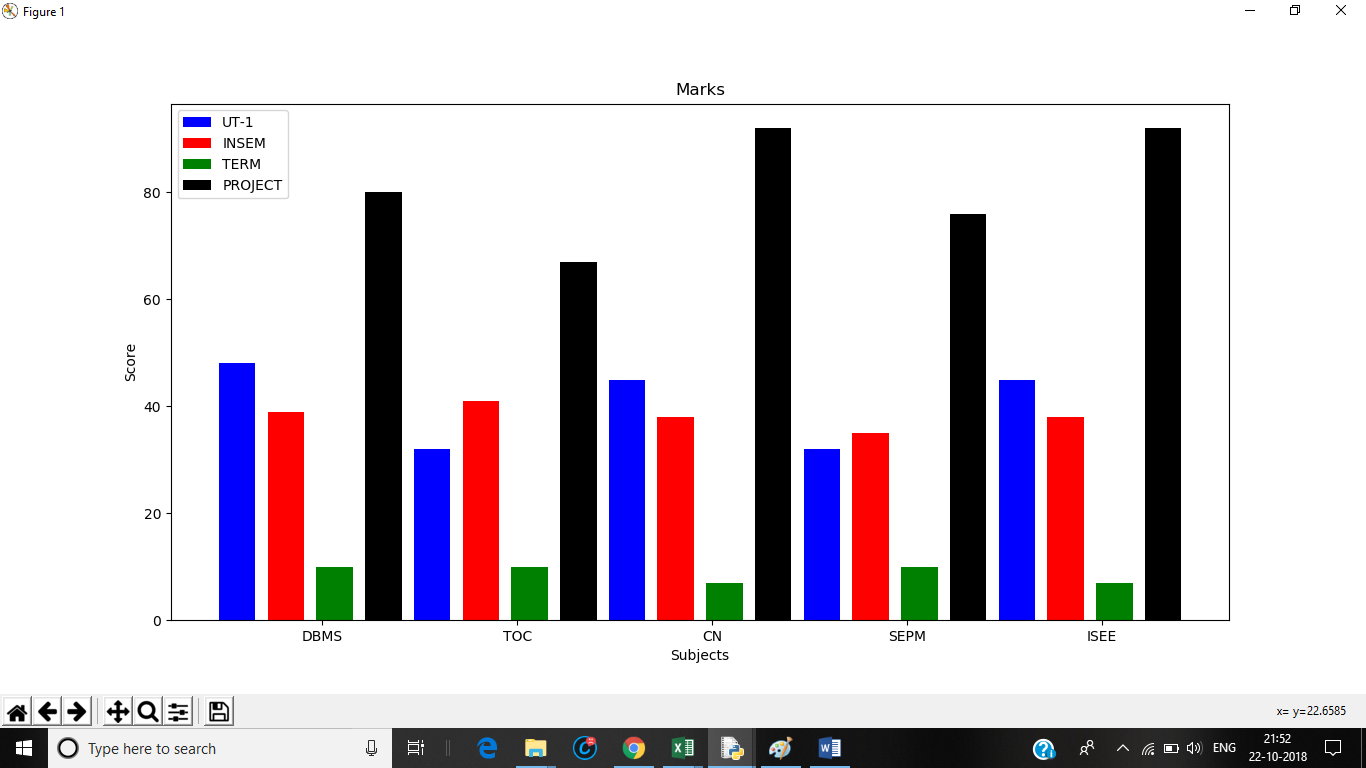 Figure 1
Marks
UT-1
INSEM
TERM
PROJECT
80
60
40
20
0
Score
DBMS TOC CN SEPM ISEE
Subjects
x= y=22.6585
Type here to search
ENG
21:52
22-10-2018